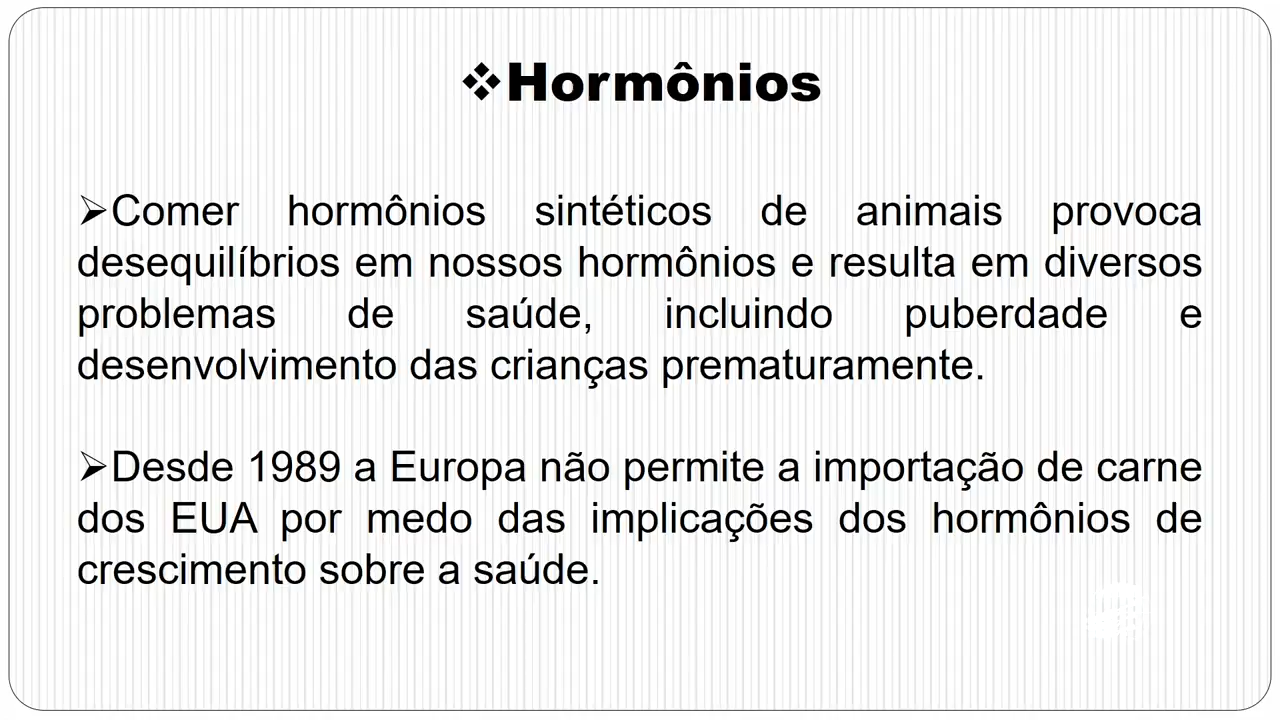 ❖Hormônios
➢Comer hormônios sintéticos de animais provoca
desequilíbrios em nossos hormônios e resulta em diversos
problemas de saúde, incluindo puberdade e
desenvolvimento das crianças prematuramente.
➢Desde 1989 a Europa não permite a importação de carne
dos EUA por medo das implicações dos hormônios de
crescimento sobre a saúde.